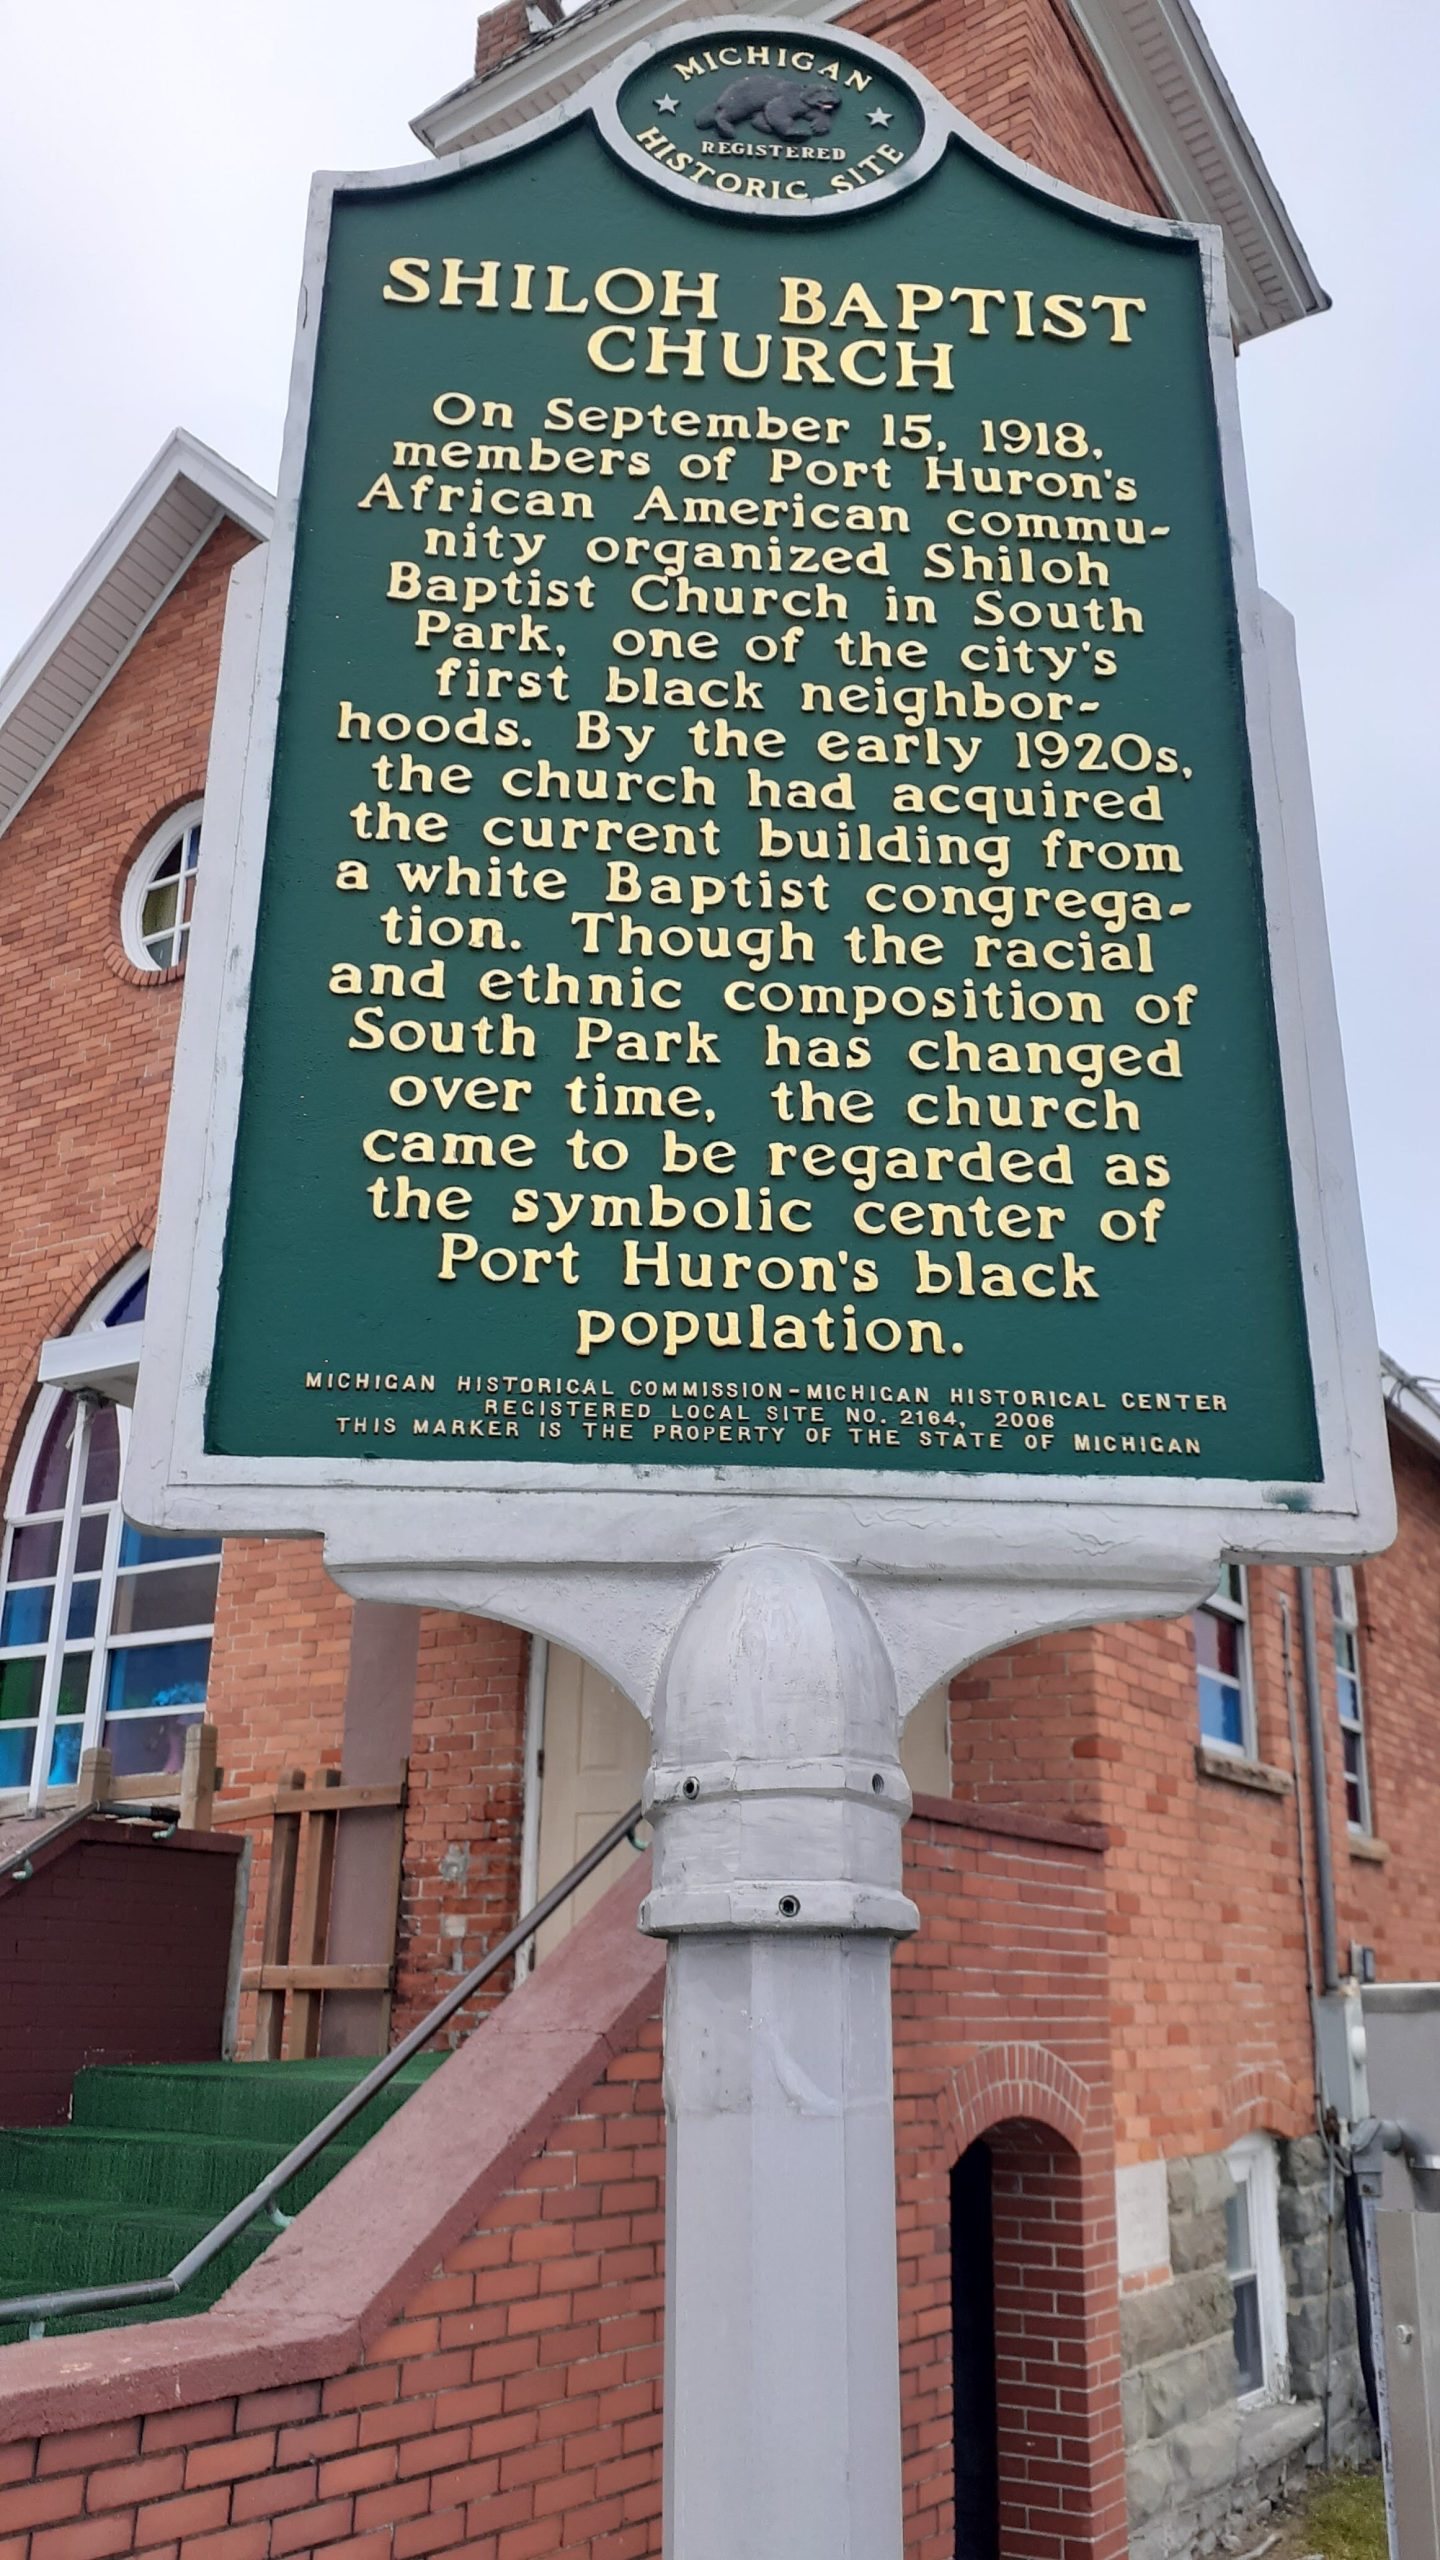 MICHIGAN
REGISTERED
HISTORIC SITE
SHILOH BAPTIST
CHURCH
On September 15, 1918,
members of Port Huron's
African American commu-
nity organized Shiloh
Baptist Church in South
Park, one of the city's
first black neighbor-
hoods. By the early 1920s,
the church had acquired
the current building from
a white Baptist congrega-
tion. Though the racial
and ethnic composition of
South Park has changed
over time, the church
came to be regarded as
the symbolic center of
Port Huron's black
population.
MICHIGAN HISTORICAL COMMISSION-MICHIGAN HISTORICAL CENTER
REGISTERED LOCAL SITE NO. 2164, 2006
THIS MARKER IS THE PROPERTY OF THE STATE OF MICHIGAN